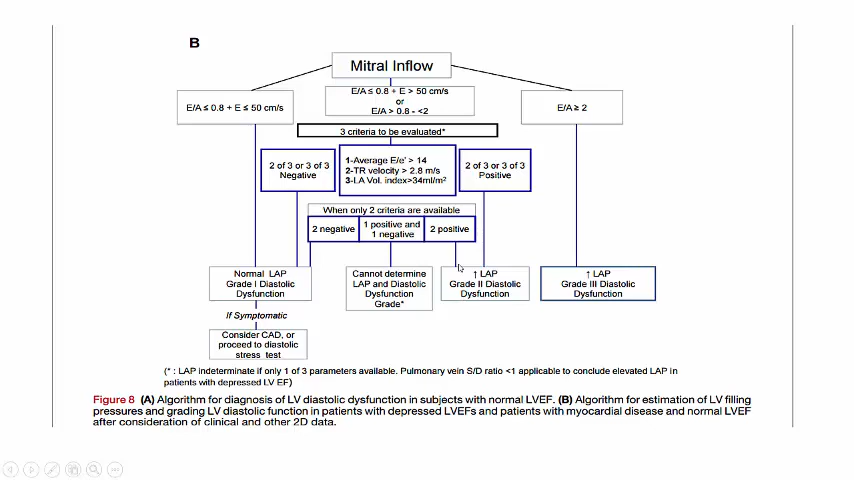 B
Mitral Inflow
E/A ≤ 0.8 + E ≤ 50 cm/s
E/A ≤ 0.8 + E > 50 cm/s
or
E/A > 0.8 - <2
E/A ≥ 2
3 criteria to be evaluated*
2 of 3 or 3 of 3
Negative
1-Average E/e' > 14
2-TR velocity > 2.8 m/s
3-LA Vol. index>34ml/m²
2 of 3 or 3 of 3
Positive
When only 2 criteria are available
2 negative
1 positive and
1 negative
2 positive
Normal LAP
Grade I Diastolic
Dysfunction
Cannot determine
LAP and Diastolic
Dysfunction
Grade*
↑ LAP
Grade II Diastolic
Dysfunction
↑ LAP
Grade III Diastolic
Dysfunction
If Symptomatic
Consider CAD, or
proceed to diastolic
stress test
(* : LAP indeterminate if only 1 of 3 parameters available. Pulmonary vein S/D ratio <1 applicable to conclude elevated LAP in
patients with depressed LV EF)
Figure 8 (A) Algorithm for diagnosis of LV diastolic dysfunction in subjects with normal LVEF. (B) Algorithm for estimation of LV filling
pressures and grading LV diastolic function in patients with depressed LVEFs and patients with myocardial disease and normal LVEF
after consideration of clinical and other 2D data.